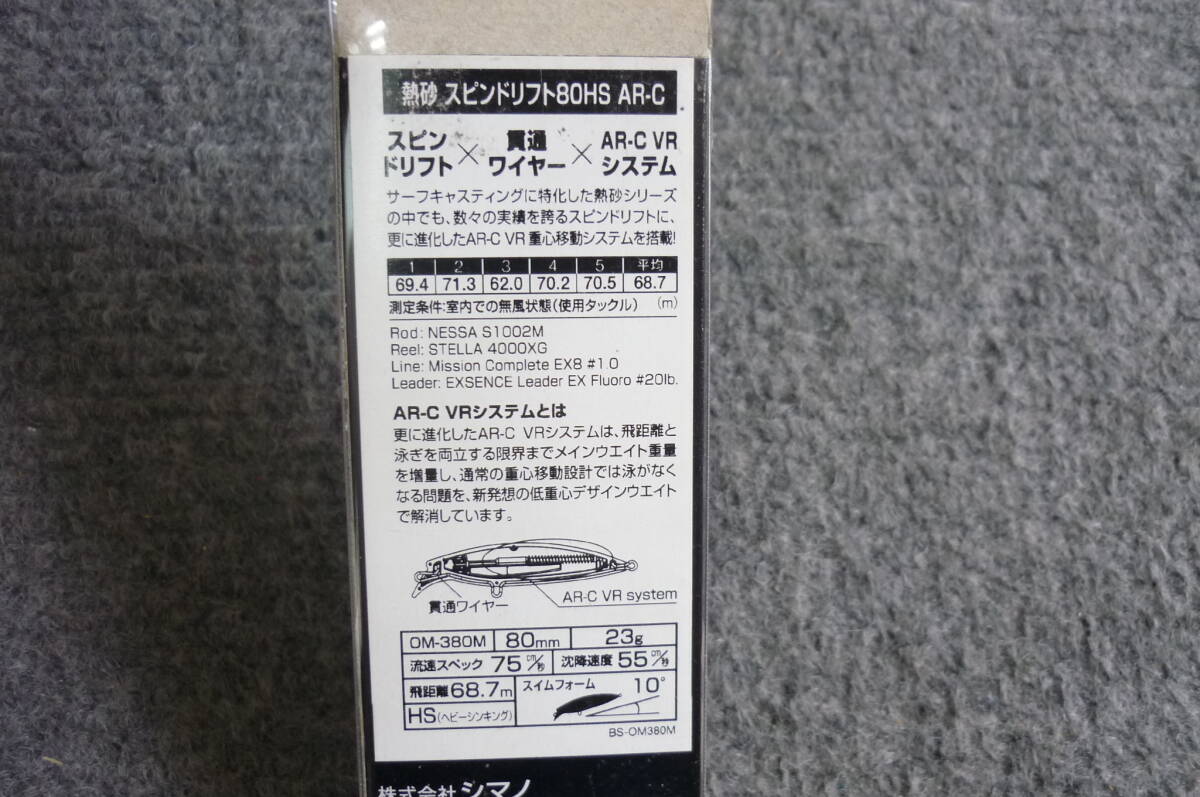 熱砂 スピンドリフト80HS AR-C
スピンドリフト × 貫通ワイヤー × AR-C VRシステム
サーフキャスティングに特化した熱砂シリーズ
の中でも、数々の実績を誇るスピンドリフトに、
更に進化したAR-C VR 重心移動システムを搭載!
1 2 3 4 5 平均
69.4 71.3 62.0 70.2 70.5 68.7
測定条件:室内での無風状態(使用タックル) (m)
Rod: NESSA S1002M
Reel: STELLA 4000XG
Line: Mission Complete EX8 #1.0
Leader: EXSENCE Leader EX Fluoro #20lb.
AR-C VRシステムとは
更に進化したAR-C VRシステムは、飛距離と
泳ぎを両立する限界までメインウエイト重量
を増量し、通常の重心移動設計では泳がなく
なる問題を、新発想の低重心デザインウエイト
で解消しています。
貫通ワイヤー
AR-C VR system
OM-380M 80mm 23g
流速スペック 75cm/秒 沈降速度 55cm/秒
飛距離68.7m スイムフォーム 10°
HS(ヘビーシンキング)
BS-OM380M
株式会社シマノ